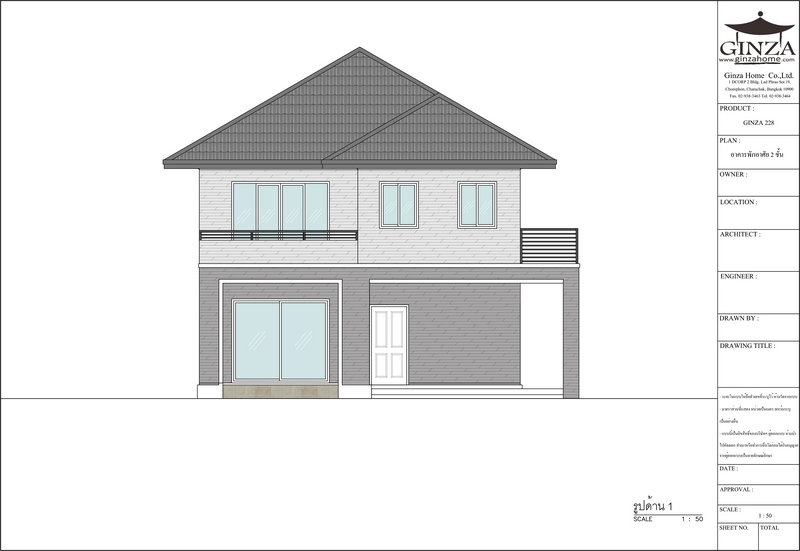 GINZA
www.ginzahome.com
Ginza Home Co.,Ltd.
1 DCORP 2 Bldg. Lad Phrao Soi 19,
Chomphon, Chatuchak, Bangkok 10900
Fax. 02-938-3463 Tel. 02-938-3464
PRODUCT :
GINZA 228
PLAN :
อาคารพักอาศัย 2 ชั้น
OWNER :
LOCATION :
ARCHITECT :
ENGINEER :
DRAWN BY :
DRAWING TITLE :
DATE :
APPROVAL :
SCALE :
1 : 50
SHEET NO. TOTAL
รูปด้าน 1
SCALE 1 : 50